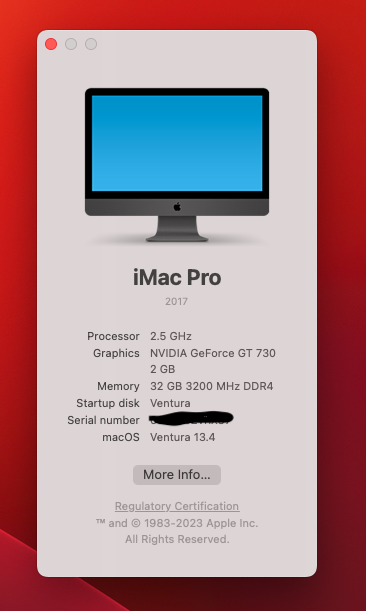 iMac Pro
2017
Processor 2.5 GHz
Graphics NVIDIA GeForce GT 730
2 GB
Memory 32 GB 3200 MHz DDR4
Startup disk Ventura
Serial number
macOS Ventura 13.4
More Info...
Regulatory Certification
™ and © 1983-2023 Apple Inc.
All Rights Reserved.